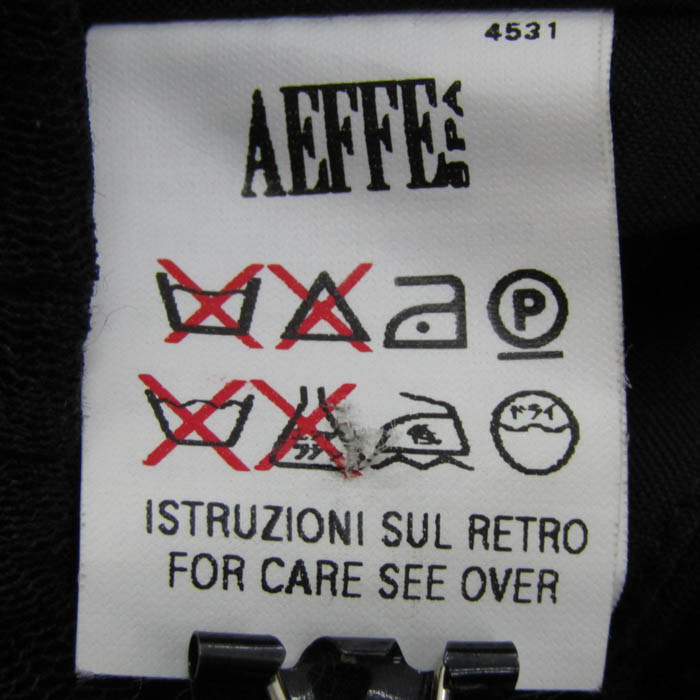 4531
AEFFE SPA
P
ドライ
ISTRUZIONI SUL RETRO
FOR CARE SEE OVER